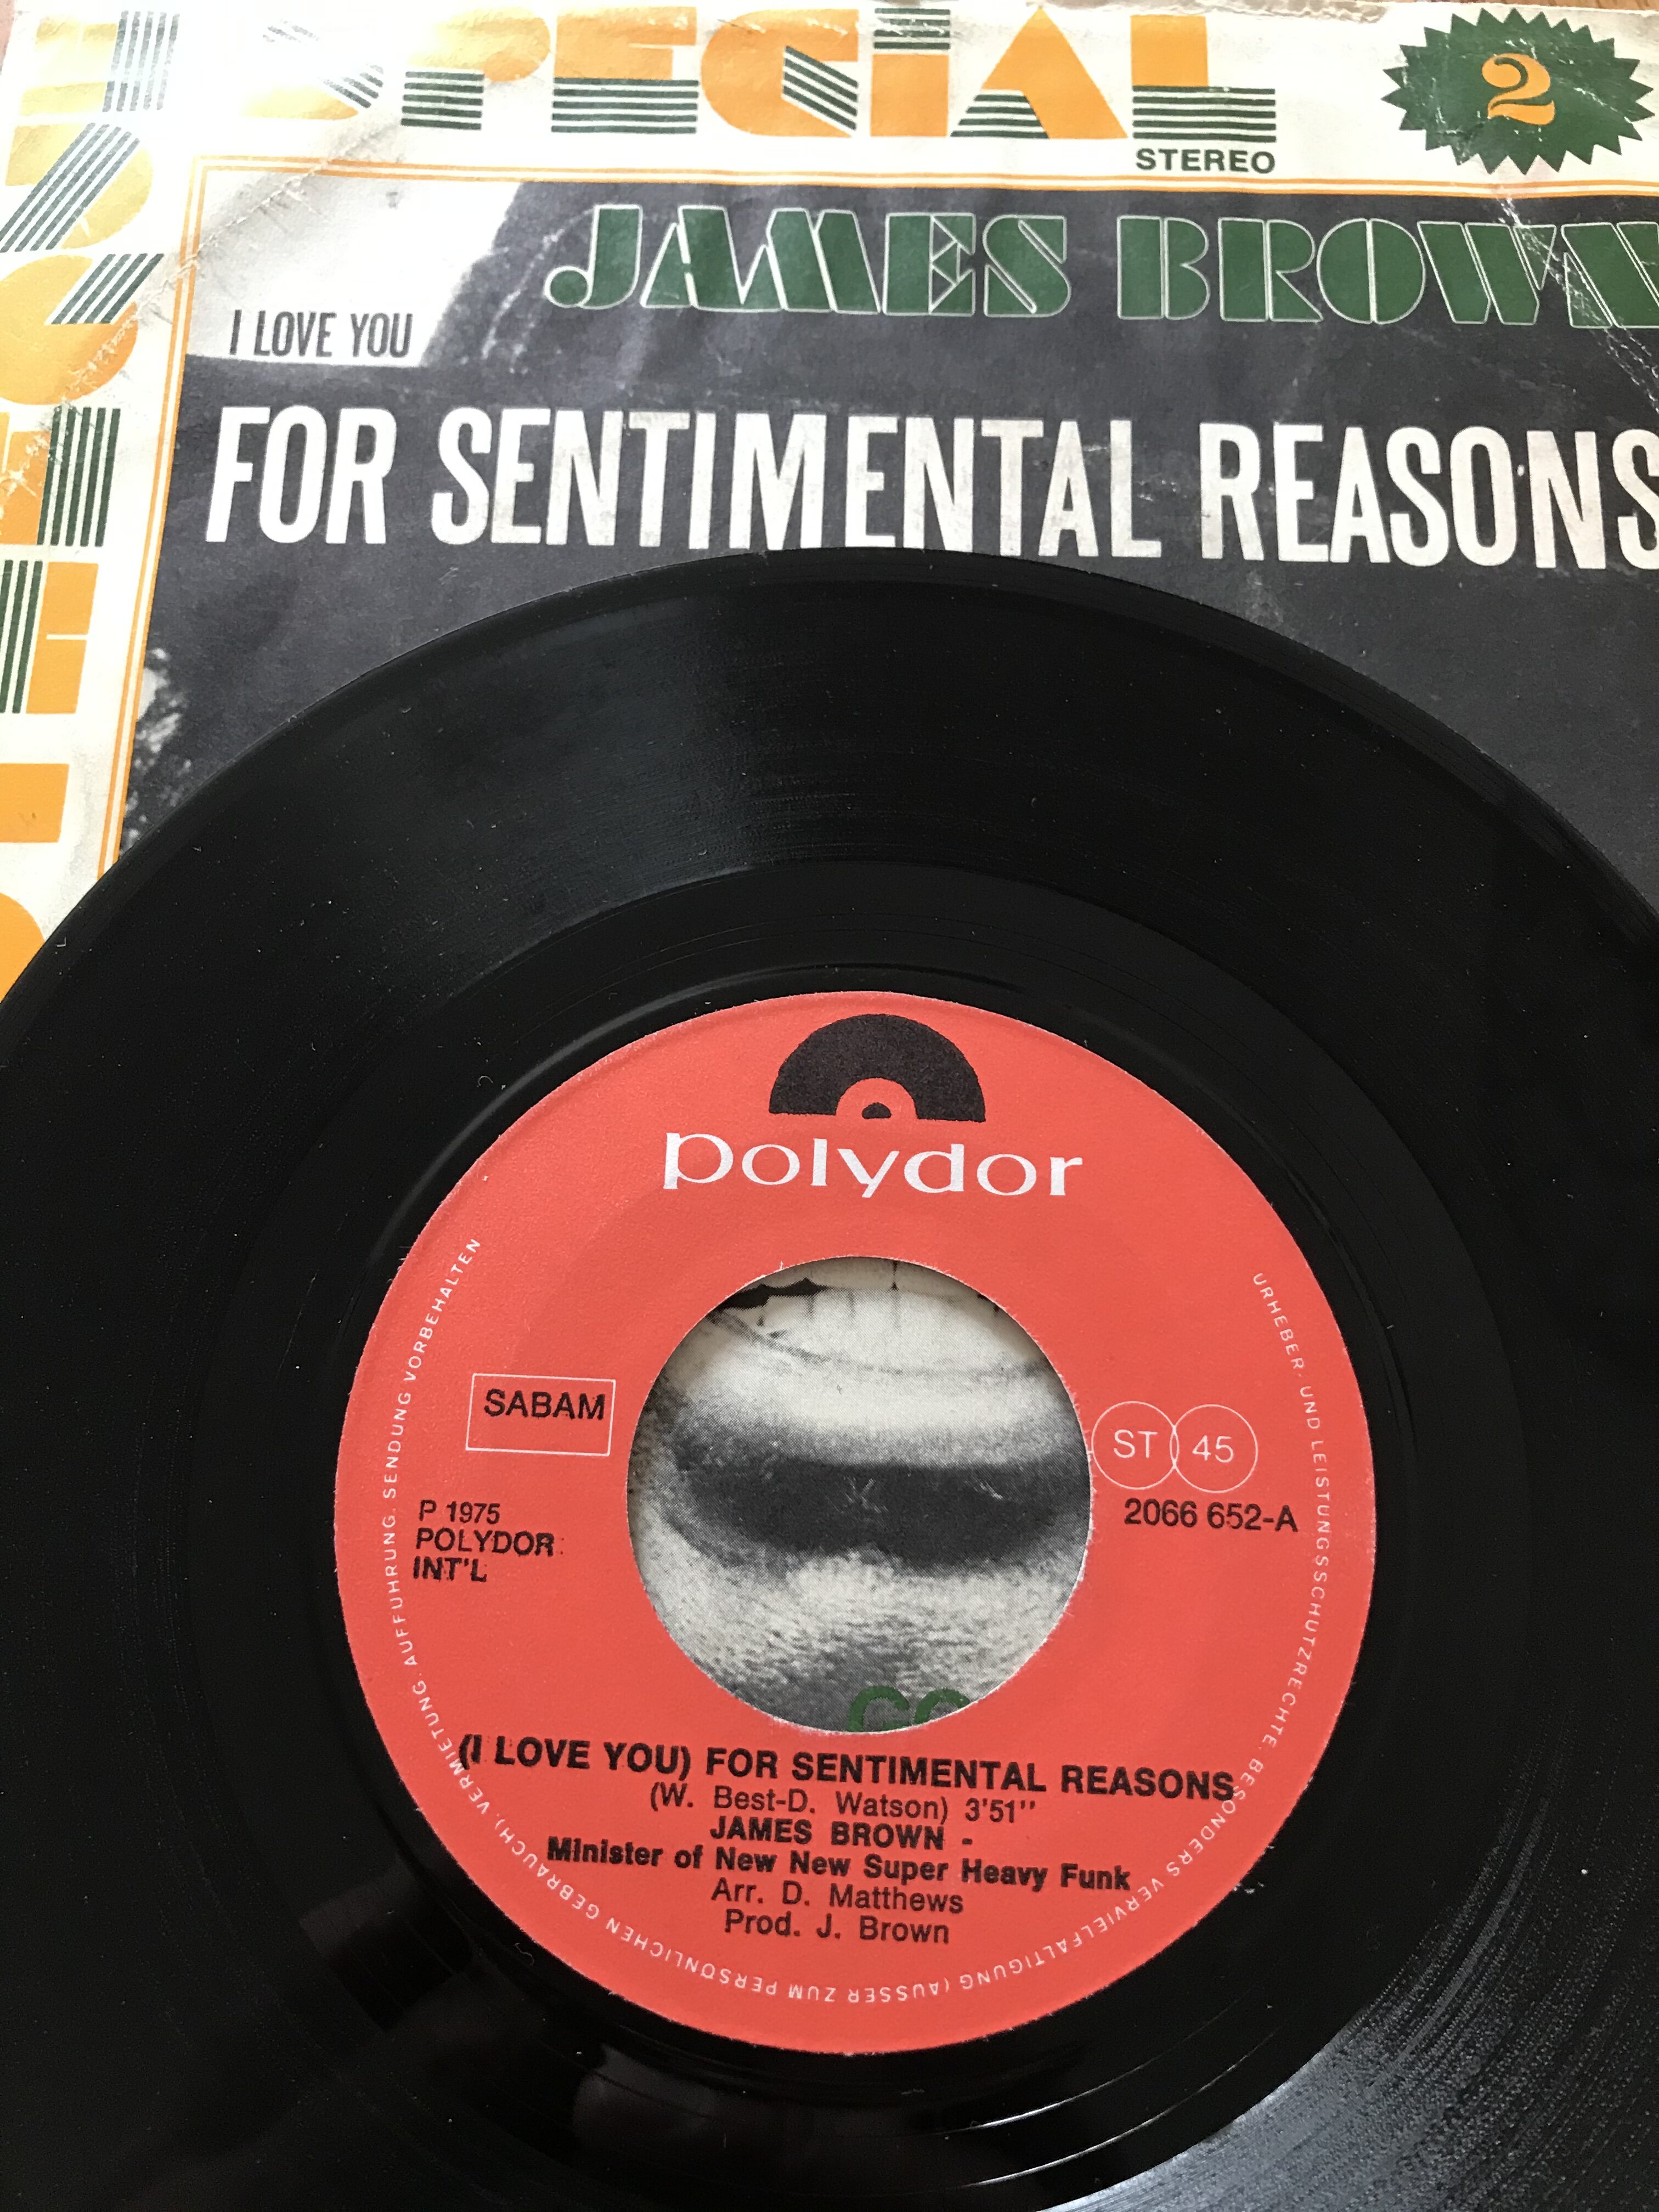 SPECIAL
2
STEREO
JAMES BROWN
I LOVE YOU
FOR SENTIMENTAL REASONS
polydor
SABAM
ST 45
P 1975
POLYDOR
INT'L
2066 652-A
GO
(I LOVE YOU) FOR SENTIMENTAL REASONS
(W. Best-D. Watson) 3'51''
JAMES BROWN -
Minister of New New Super Heavy Funk
Arr. D. Matthews
Prod. J. Brown
URHEBER- UND LEISTUNGSSCHUTZRECHTE, BESONDERS VERVIELFÄLTIGUNG (AUSSER ZUM PERSÖNLICHEN GEBRAUCH), VERMIETUNG, AUFFÜHRUNG, SENDUNG VORBEHALTEN